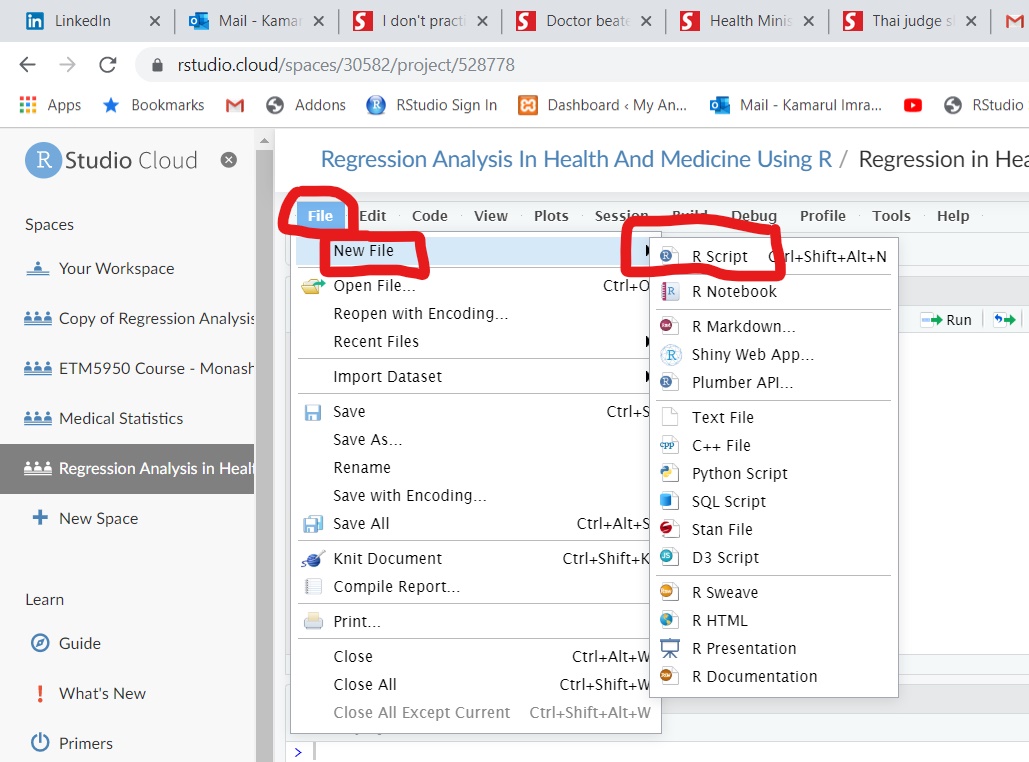 LinkedIn
Mail - Kamar
I don't practi
Doctor beate
Health Minis
Thai judge s
rstudio.cloud/spaces/30582/project/528778
Apps
Bookmarks
Addons
RStudio Sign In
Dashboard ‹ My An...
Mail - Kamarul Imra...
RStudio
R Studio Cloud
Regression Analysis In Health And Medicine Using R / Regression in Hea
Spaces
Your Workspace
Copy of Regression Analysis
ETM5950 Course - Monash
Medical Statistics
Regression Analysis in Healt
New Space
Learn
Guide
What's New
Primers
File Edit Code View Plots Session Build Debug Profile Tools Help
New File
Open File... Ctrl+O
Reopen with Encoding...
Recent Files
Import Dataset
Save Ctrl+S
Save As...
Rename
Save with Encoding...
Save All Ctrl+Alt+S
Knit Document Ctrl+Shift+K
Compile Report...
Print...
Close Ctrl+Alt+W
Close All Ctrl+Shift+W
Close All Except Current Ctrl+Shift+Alt+W
R Script Ctrl+Shift+Alt+N
R Notebook
R Markdown...
Shiny Web App...
Plumber API...
Text File
C++ File
Python Script
SQL Script
Stan File
D3 Script
R Sweave
R HTML
R Presentation
R Documentation
Run
>